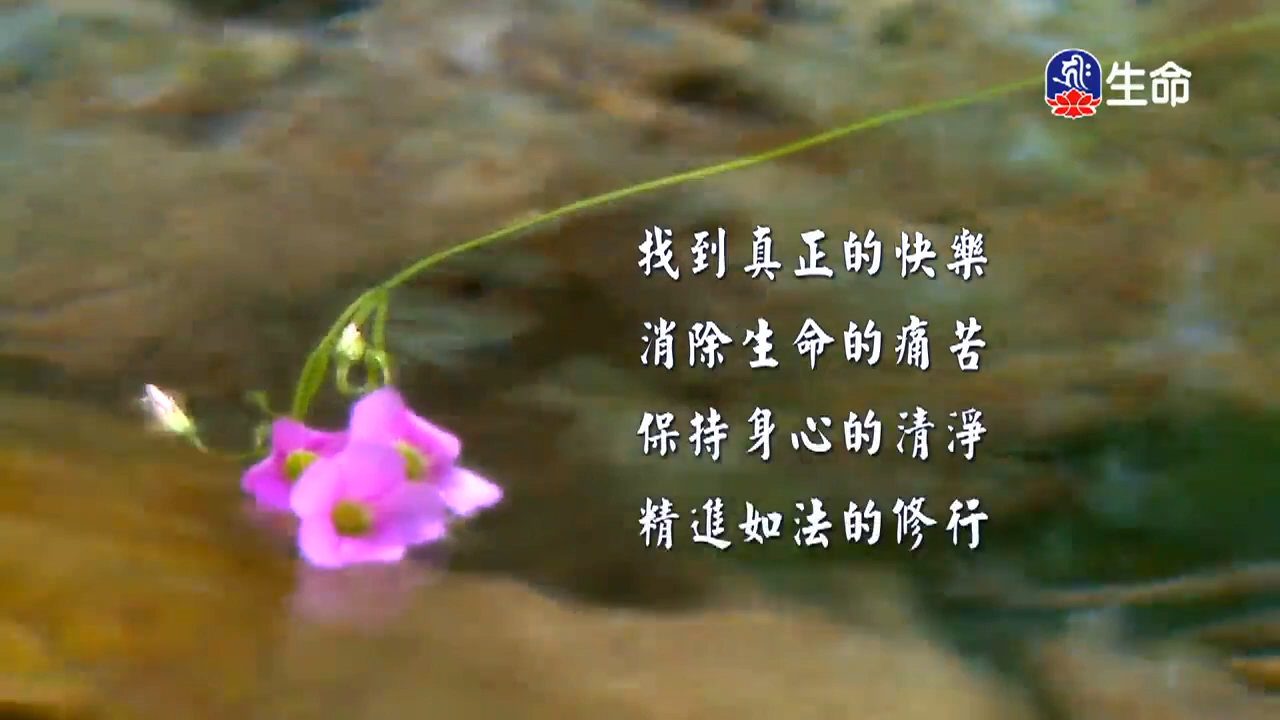 生命
找到真正的快樂
消除生命的痛苦
保持身心的清淨
精進如法的修行